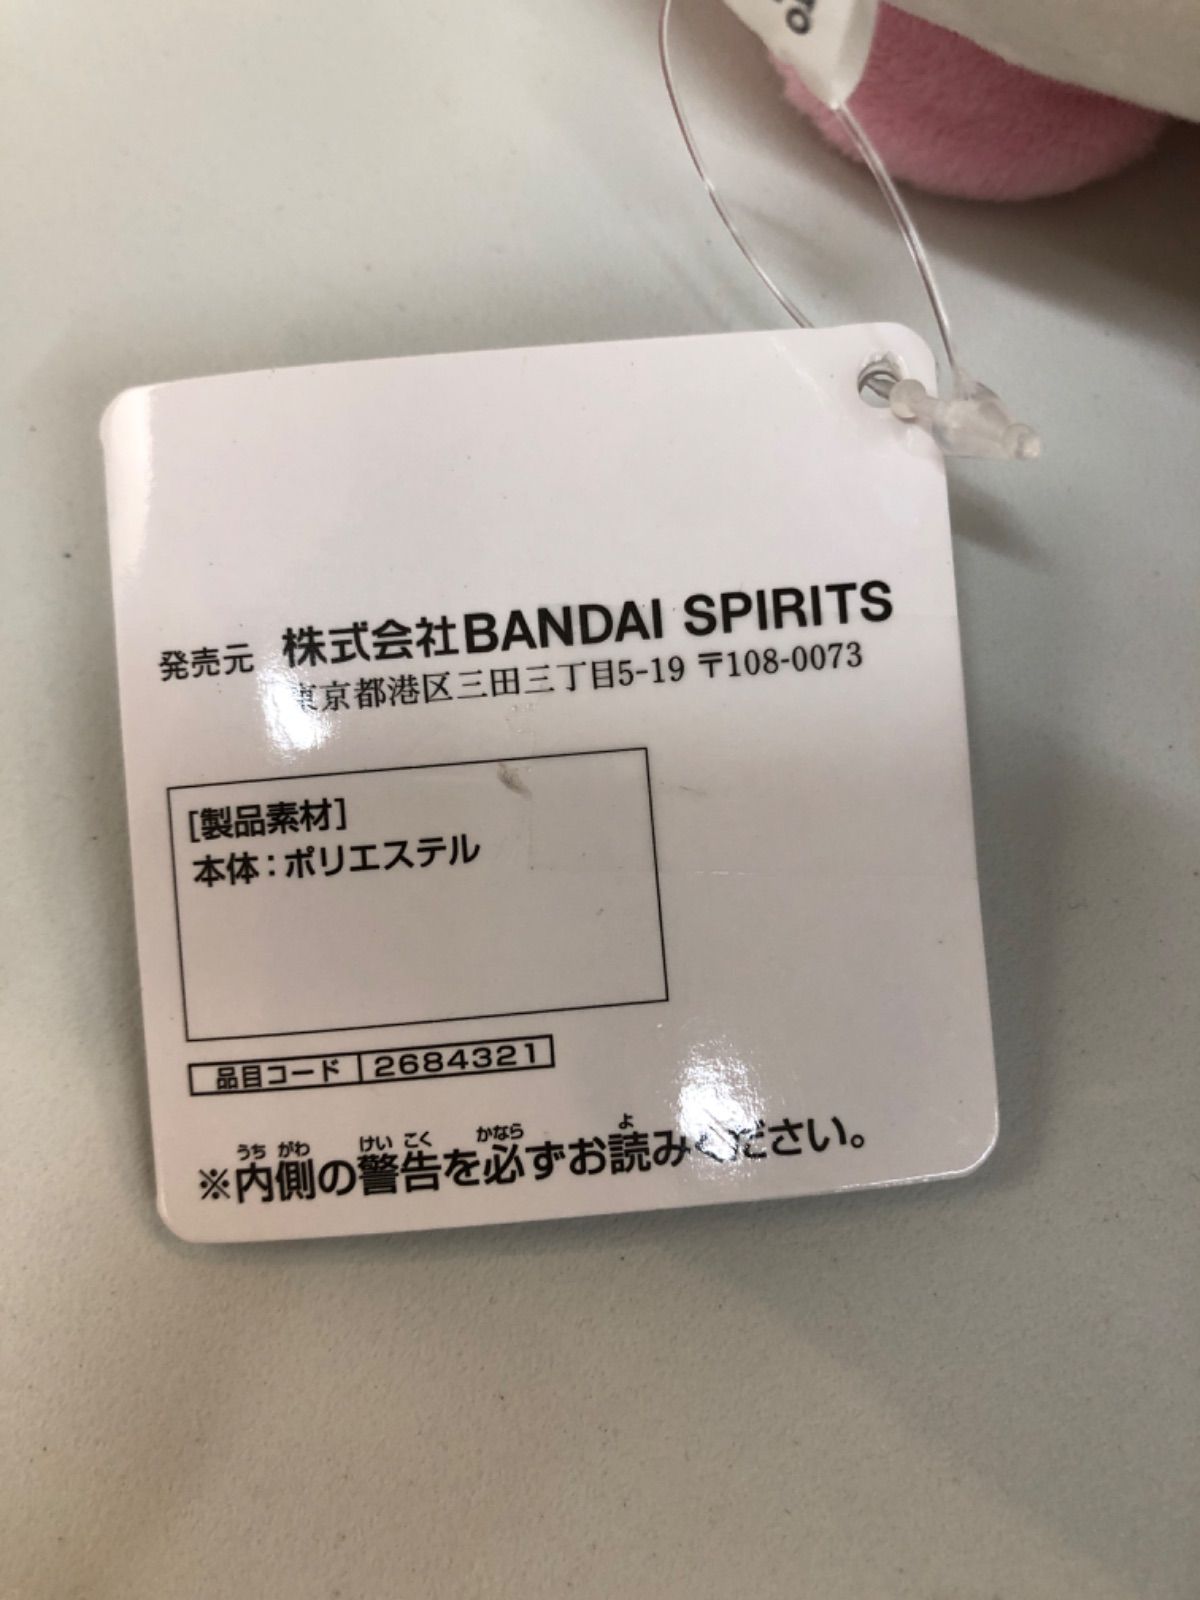 発売元 株式会社BANDAI SPIRITS
東京都港区三田三丁目5-19 〒108-0073
[製品素材]
本体：ポリエステル
品目コード 2684321
※内側の警告を必ずお読みください。